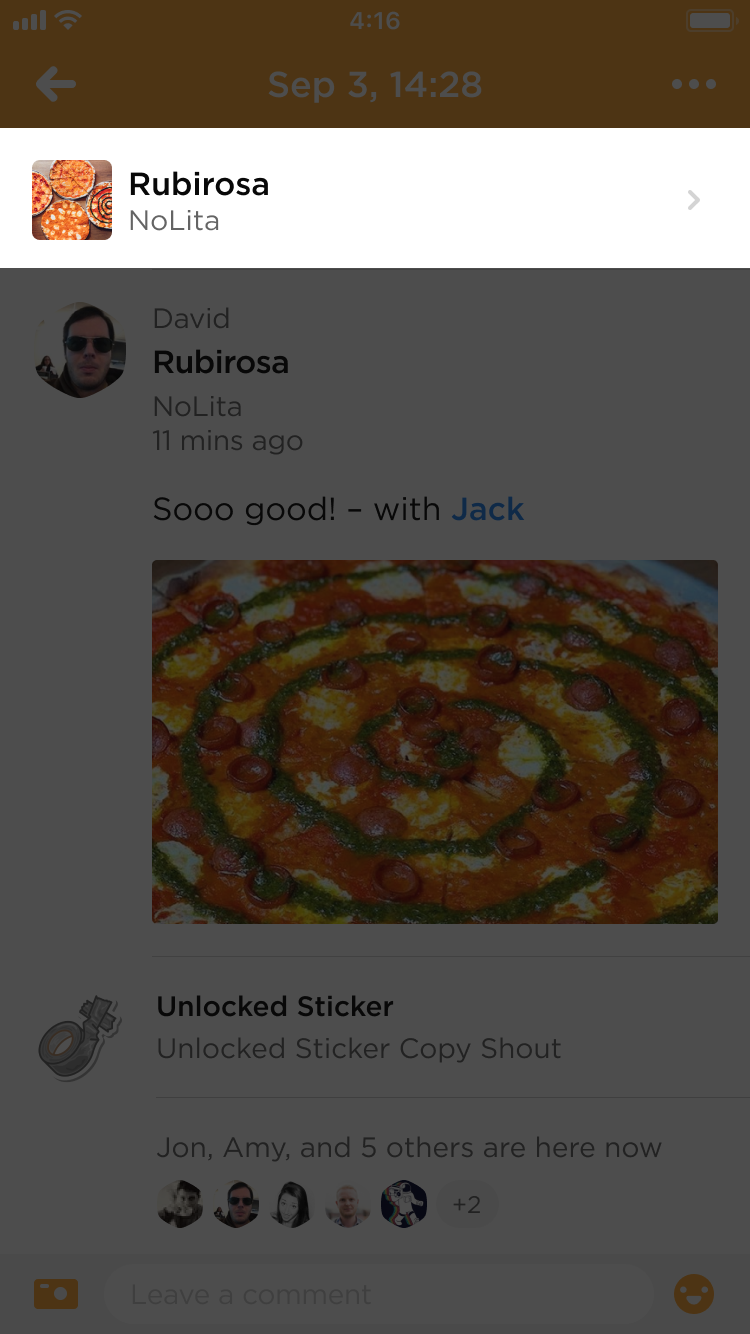 4:16
Sep 3, 14:28
Rubirosa
NoLita
David
Rubirosa
NoLita
11 mins ago
Sooo good! – with Jack
Unlocked Sticker
Unlocked Sticker Copy Shout
Jon, Amy, and 5 others are here now
+2
Leave a comment